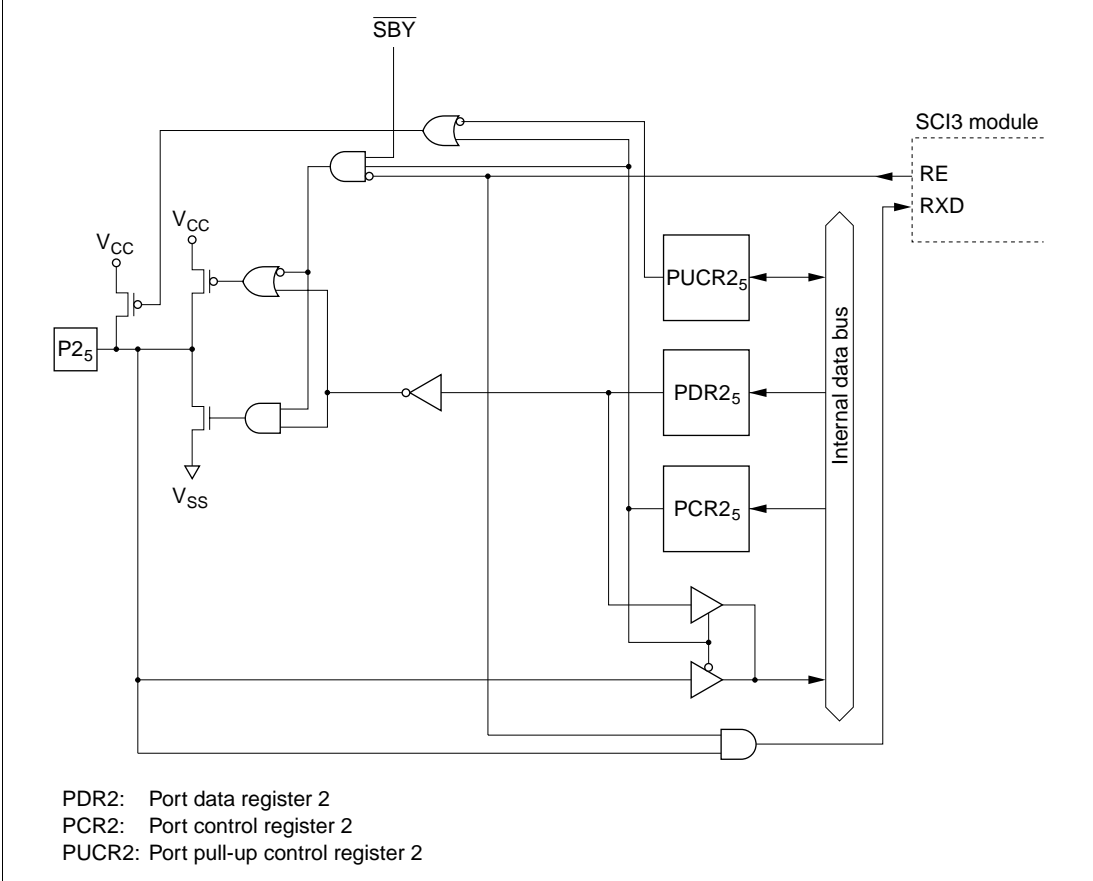 SBY
SCI3 module
RE
RXD
VCC
VCC
PUCR25
P25
PDR25
Internal data bus
VSS
PCR25
PDR2: Port data register 2
PCR2: Port control register 2
PUCR2: Port pull-up control register 2